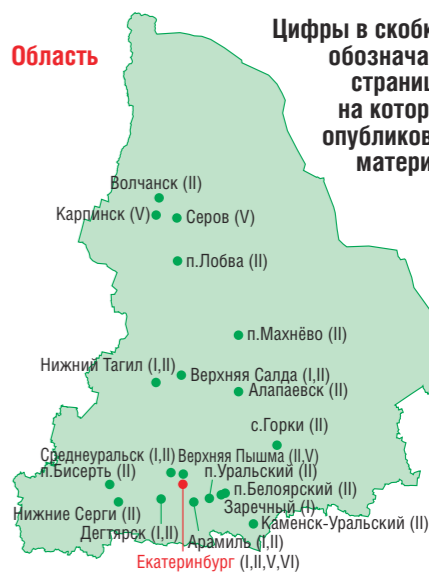 Область
Цифры в скобк
обознача
страниц
на котор
опубликов
матери
Волчанск (II)
Карпинск (V)
Серов (V)
п.Лобва (II)
п.Махнёво (II)
Нижний Тагил (I,II)
Верхняя Салда (I,II)
Алапаевск (II)
с.Горки (II)
Среднеуральск (I,II)
Верхняя Пышма (II,V)
п.Бисерть (II)
п.Уральский (II)
п.Белоярский (II)
Нижние Серги (II)
Заречный (I)
Каменск-Уральский (II)
Дегтярск (I,II)
Арамиль (I,II)
Екатеринбург (I,II,V,VI)